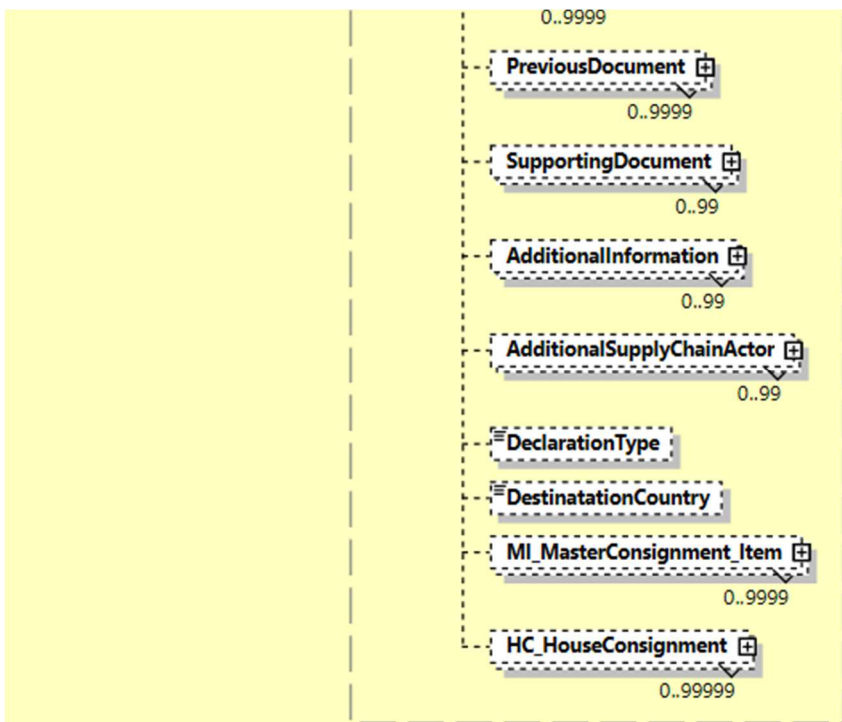 0..9999
PreviousDocument
0..9999
SupportingDocument
0..99
AdditionalInformation
0..99
AdditionalSupplyChainActor
0..99
DeclarationType
DestinatationCountry
MI_MasterConsignment_Item
0..9999
HC_HouseConsignment
0..99999